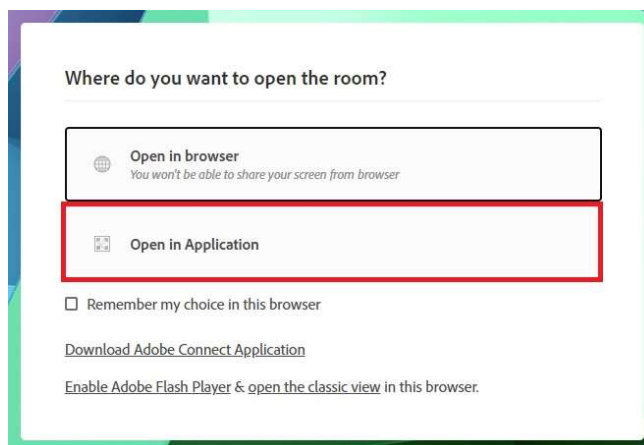 Where do you want to open the room?
Open in browser
You won't be able to share your screen from browser
Open in Application
Remember my choice in this browser
Download Adobe Connect Application
Enable Adobe Flash Player & open the classic view in this browser.